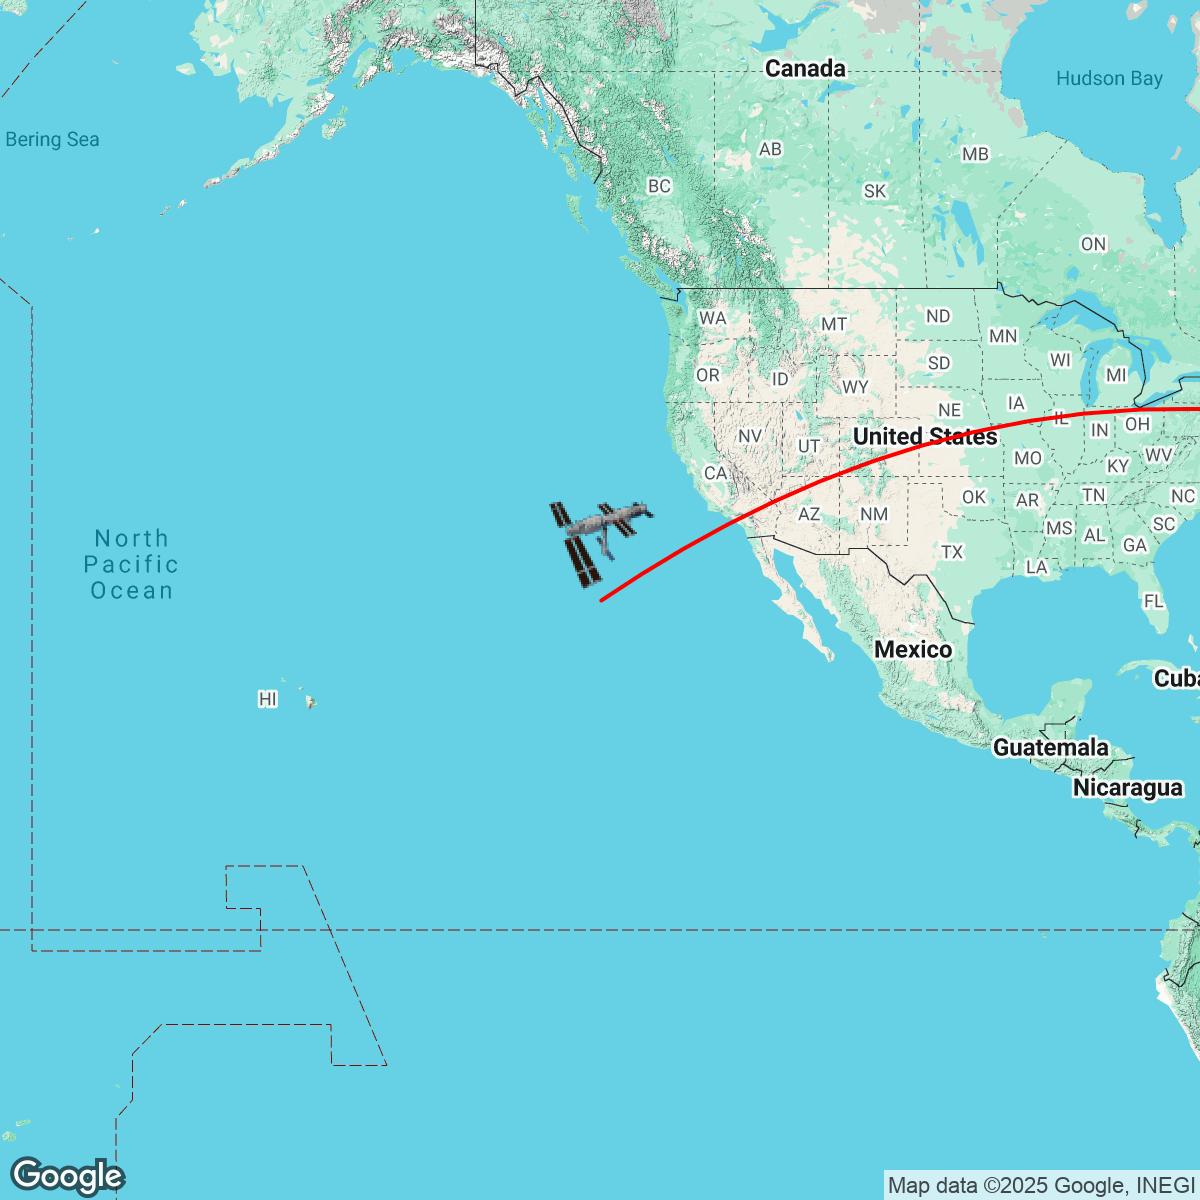 Canada
Hudson Bay
Bering Sea
AB
MB
BC
SK
ON
WA
MT
ND
MN
WI
MI
OR
ID
WY
SD
NE
IA
IL
IN
OH
NV
UT
United States
MO
WV
KY
CA
AZ
NM
OK
AR
TN
NC
MS
AL
SC
GA
TX
LA
FL
North
Pacific
Ocean
HI
Mexico
Cuba
Guatemala
Nicaragua
Google
Map data ©2025 Google, INEGI